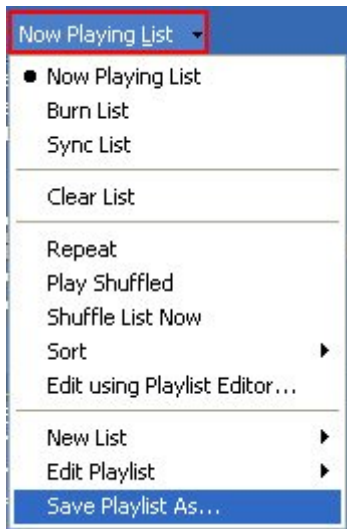 Now Playing List
Now Playing List
Burn List
Sync List
Clear List
Repeat
Play Shuffled
Shuffle List Now
Sort
Edit using Playlist Editor...
New List
Edit Playlist
Save Playlist As...